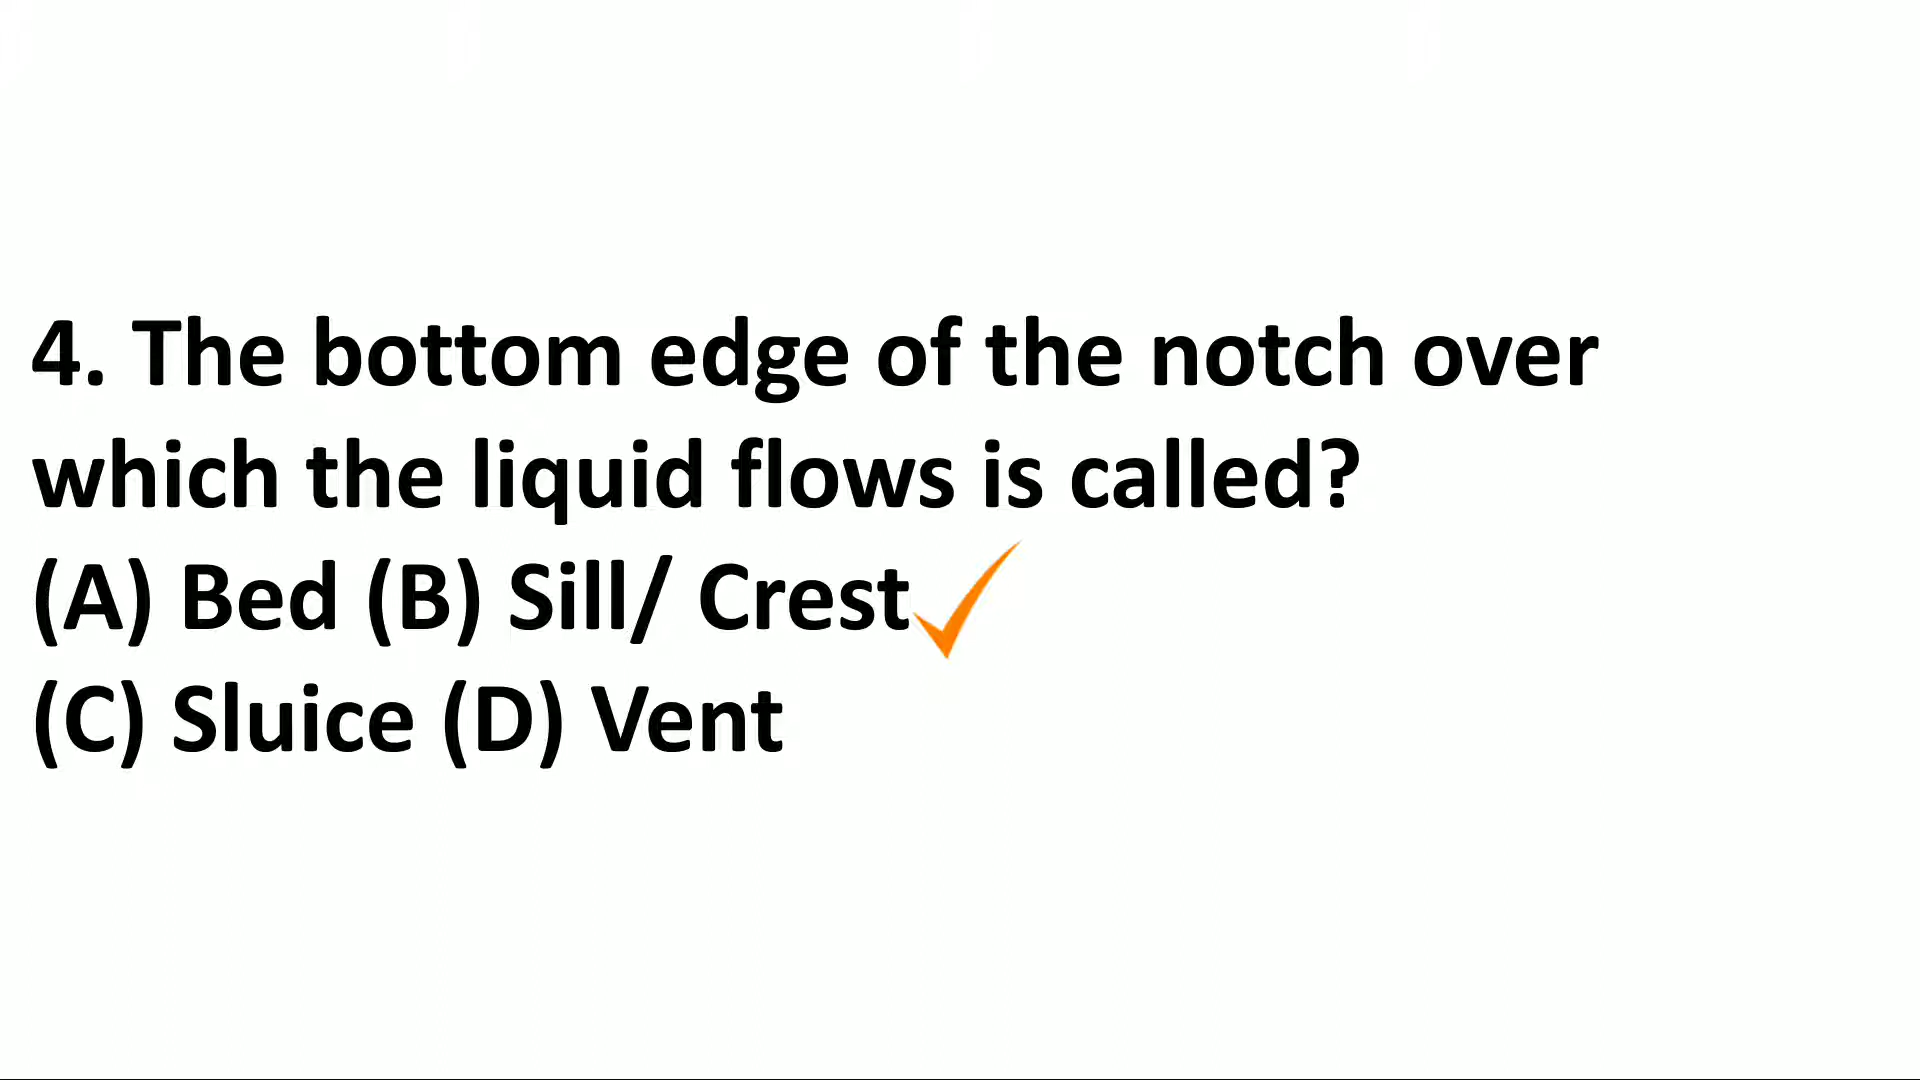 4. The bottom edge of the notch over
which the liquid flows is called?
(A) Bed (B) Sill/ Crest
(C) Sluice (D) Vent